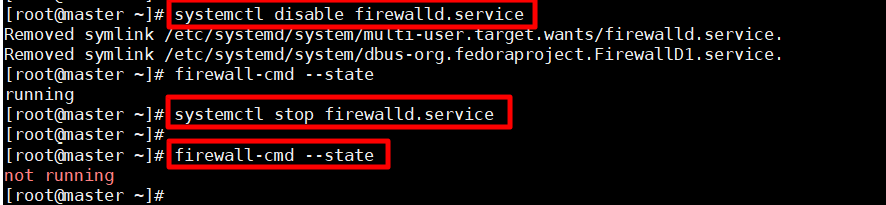 [root@master ~]# systemctl disable firewalld.service
Removed symlink /etc/systemd/system/multi-user.target.wants/firewalld.service.
Removed symlink /etc/systemd/system/dbus-org.fedoraproject.FirewallD1.service.
[root@master ~]# firewall-cmd --state
running
[root@master ~]# systemctl stop firewalld.service
[root@master ~]#
[root@master ~]# firewall-cmd --state
not running
[root@master ~]#